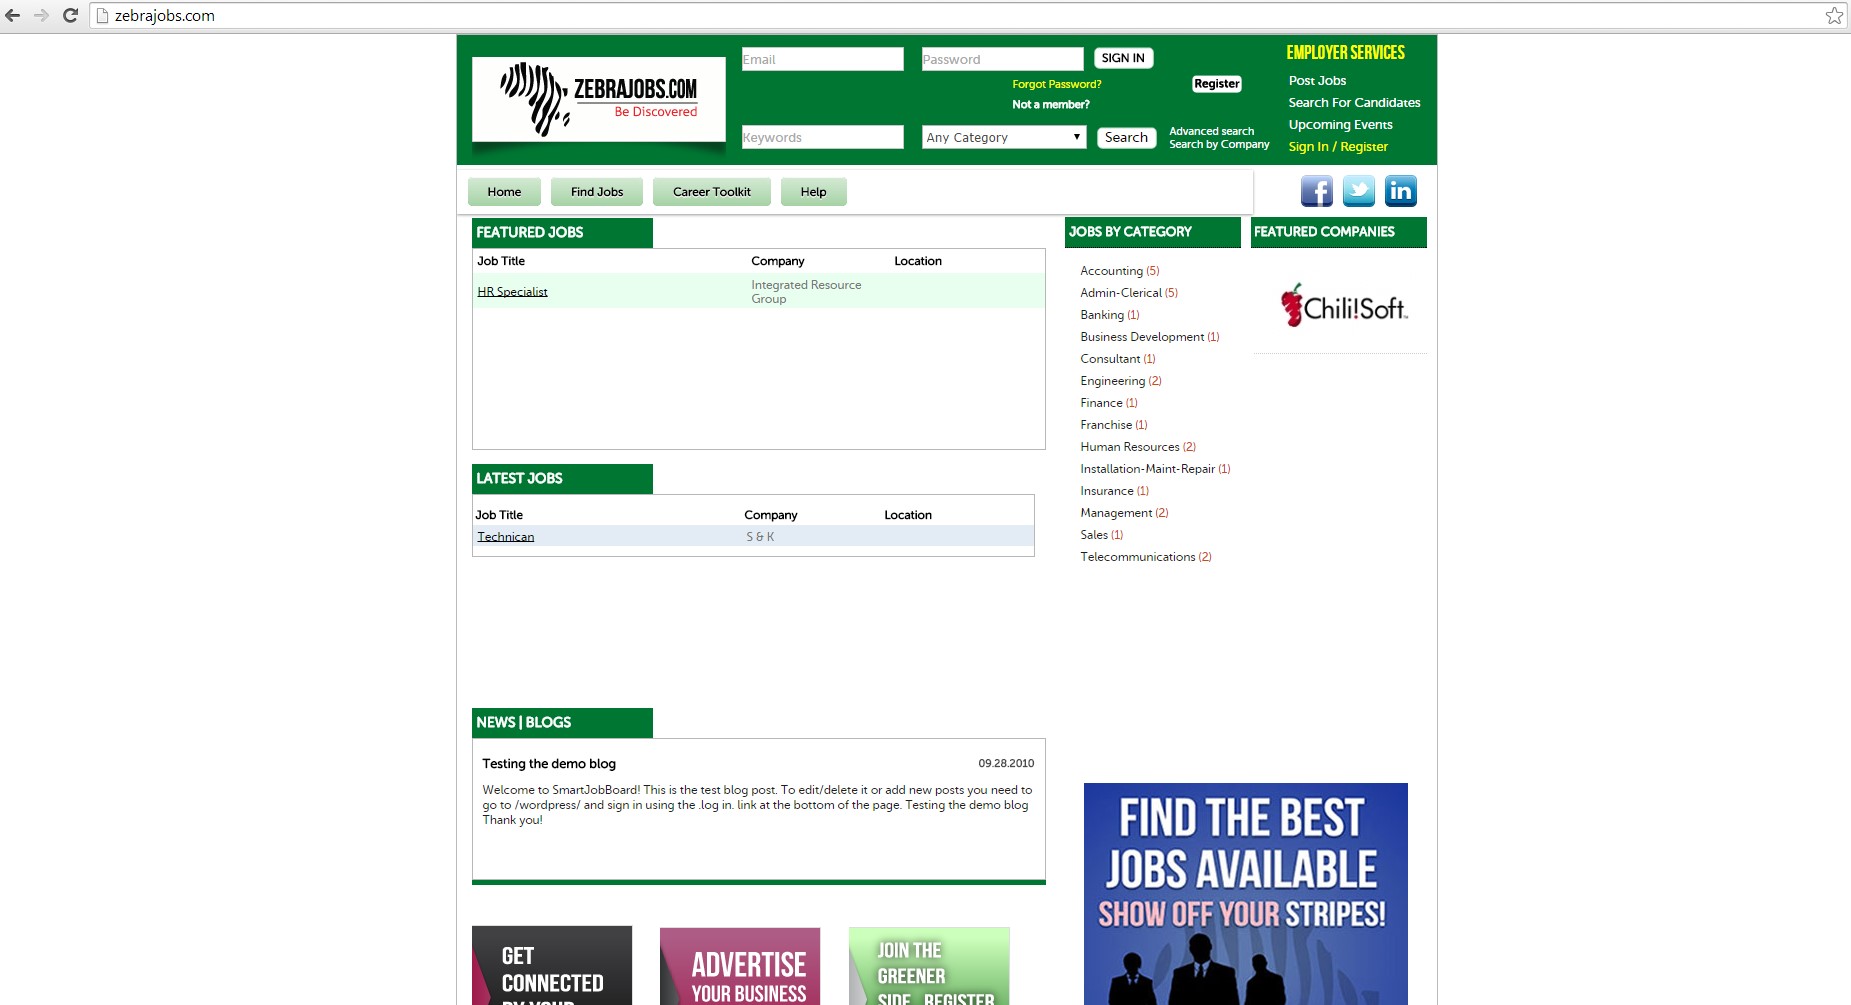 zebrajobs.com
ZEBRAJOBS.COM
Be Discovered
Email
Password
SIGN IN
Forgot Password?
Not a member?
Register
Keywords
Any Category
Search
Advanced search
Search by Company
EMPLOYER SERVICES
Post Jobs
Search For Candidates
Upcoming Events
Sign In / Register
Home
Find Jobs
Career Toolkit
Help
f
in
FEATURED JOBS
Job Title Company Location
HR Specialist Integrated Resource
Group
LATEST JOBS
Job Title Company Location
Technican S & K
NEWS | BLOGS
Testing the demo blog 09.28.2010
Welcome to SmartJobBoard! This is the test blog post. To edit/delete it or add new posts you need to
go to /wordpress/ and sign in using the .log in. link at the bottom of the page. Testing the demo blog
Thank you!
JOBS BY CATEGORY
Accounting (5)
Admin-Clerical (5)
Banking (1)
Business Development (1)
Consultant (1)
Engineering (2)
Finance (1)
Franchise (1)
Human Resources (2)
Installation-Maint-Repair (1)
Insurance (1)
Management (2)
Sales (1)
Telecommunications (2)
FEATURED COMPANIES
Chili!Soft™
FIND THE BEST
JOBS AVAILABLE
SHOW OFF YOUR STRIPES!
GET
CONNECTED
BY YOUR
ADVERTISE
YOUR BUSINESS
JOIN THE
GREENER
SIDE REGISTER